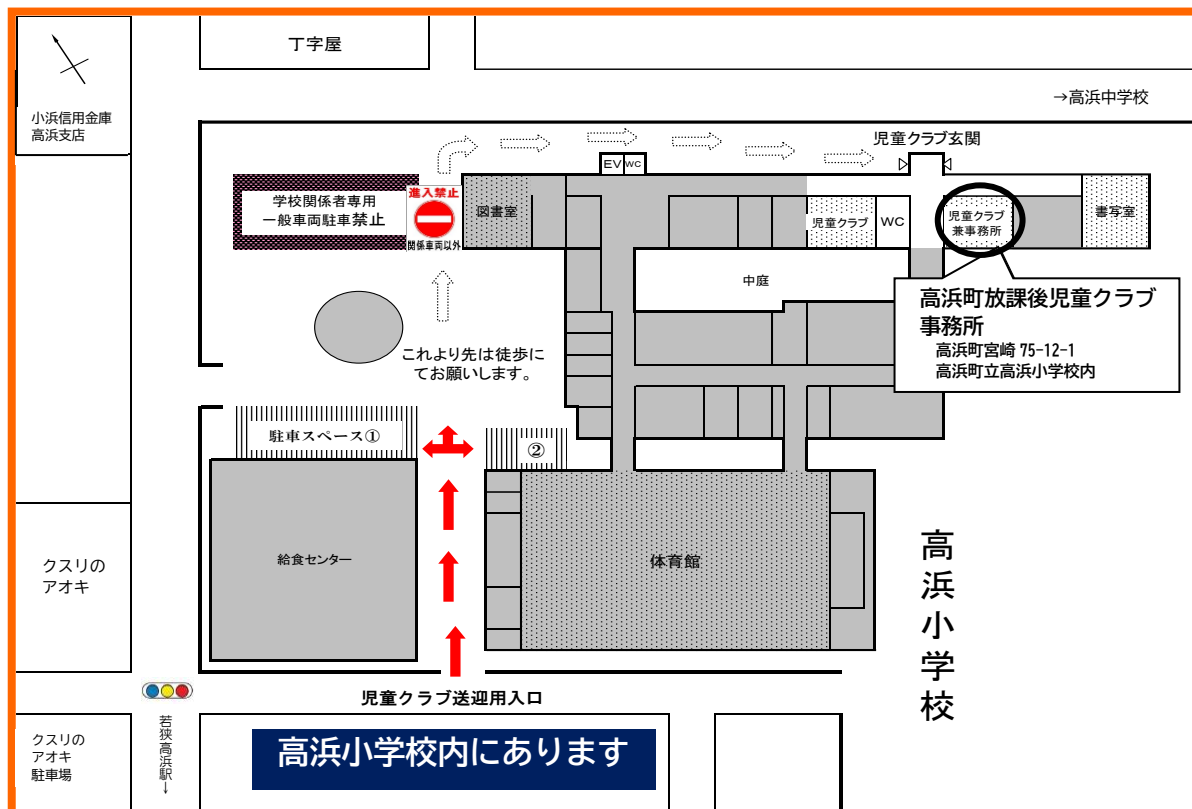 丁字屋
小浜信用金庫
高浜支店
→高浜中学校
児童クラブ玄関
EV
WC
学校関係者専用
一般車両駐車禁止
進入禁止
関係車両以外
図書室
児童クラブ
WC
児童クラブ
兼事務所
書写室
中庭
高浜町放課後児童クラブ
事務所
高浜町宮崎 75-12-1
高浜町立高浜小学校内
これより先は徒歩に
てお願いします。
駐車スペース①
②
給食センター
体育館
高浜小学校
クスリの
アオキ
児童クラブ送迎用入口
若狭高浜駅→
高浜小学校内にあります
クスリの
アオキ
駐車場